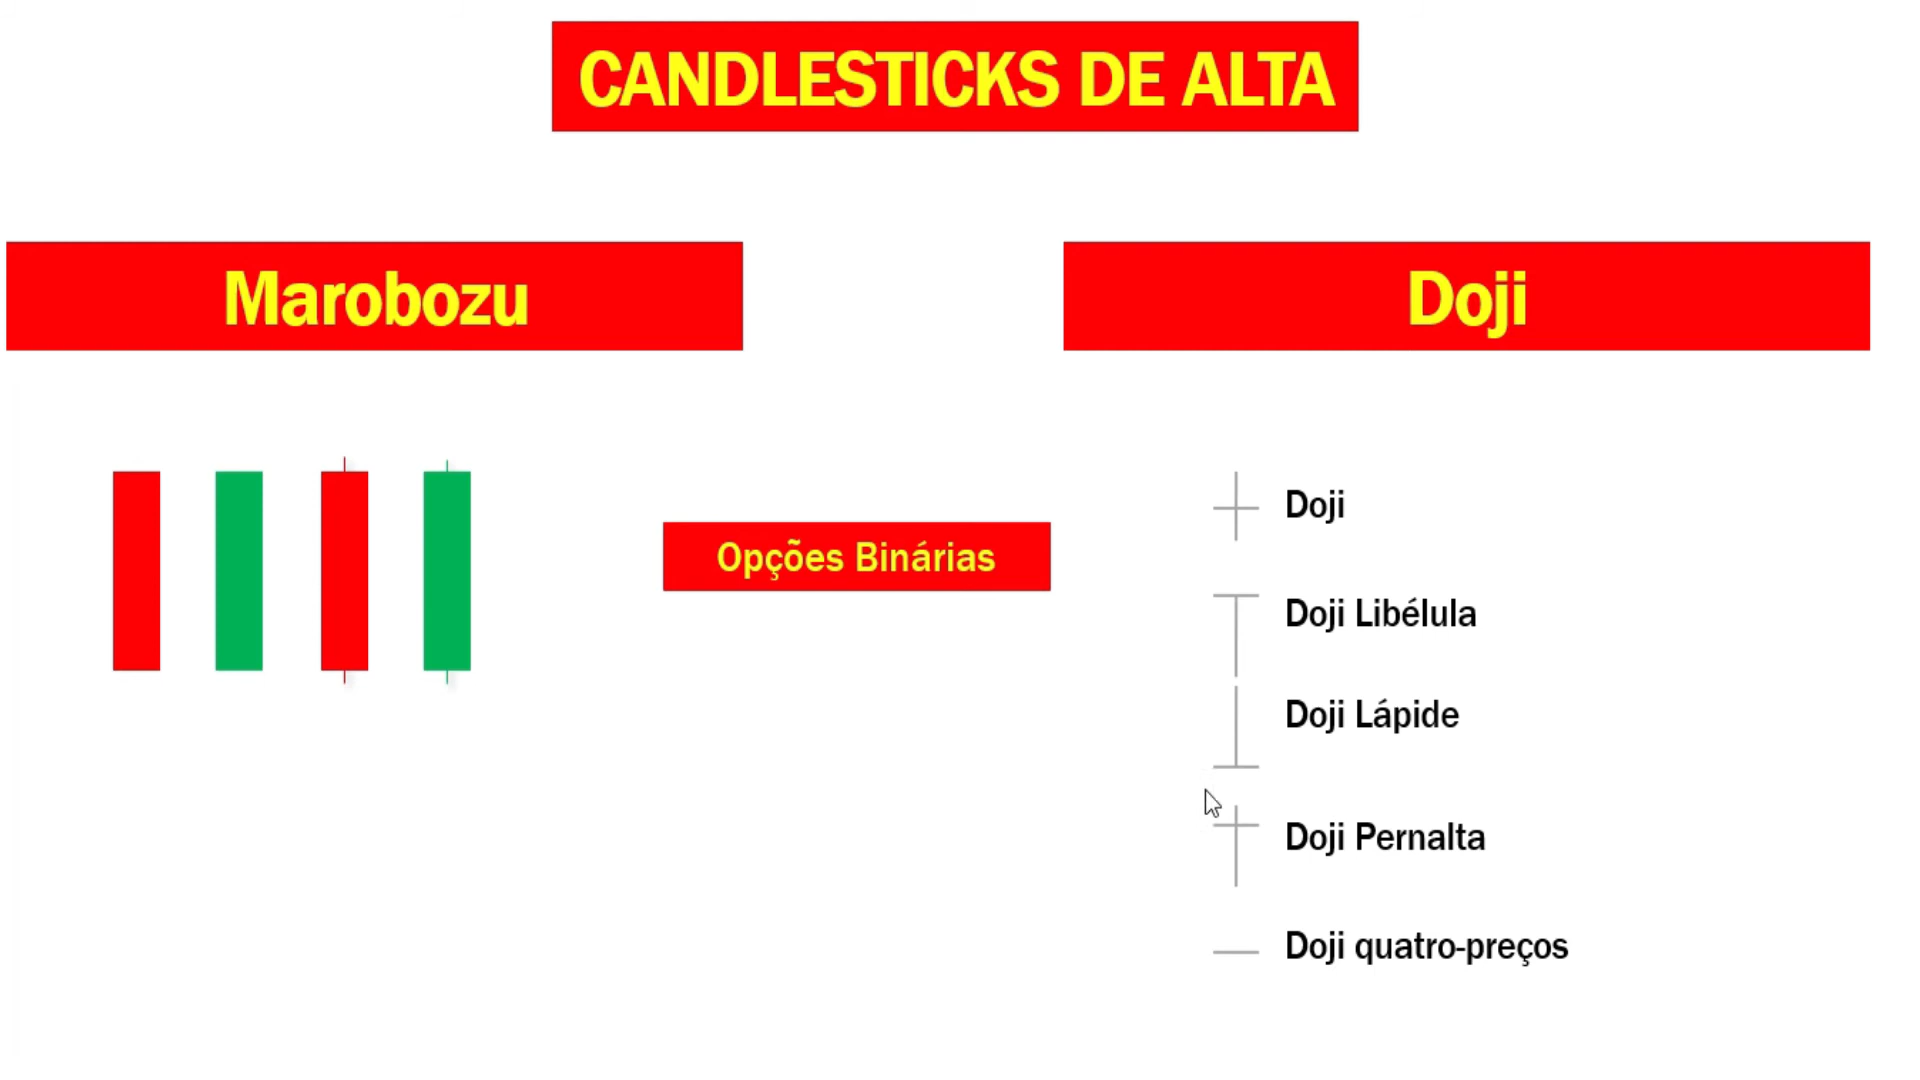 CANDLESTICKS DE ALTA
Marobozu
Doji
Opções Binárias
Doji
Doji Libélula
Doji Lápide
Doji Pernalta
Doji quatro-preços